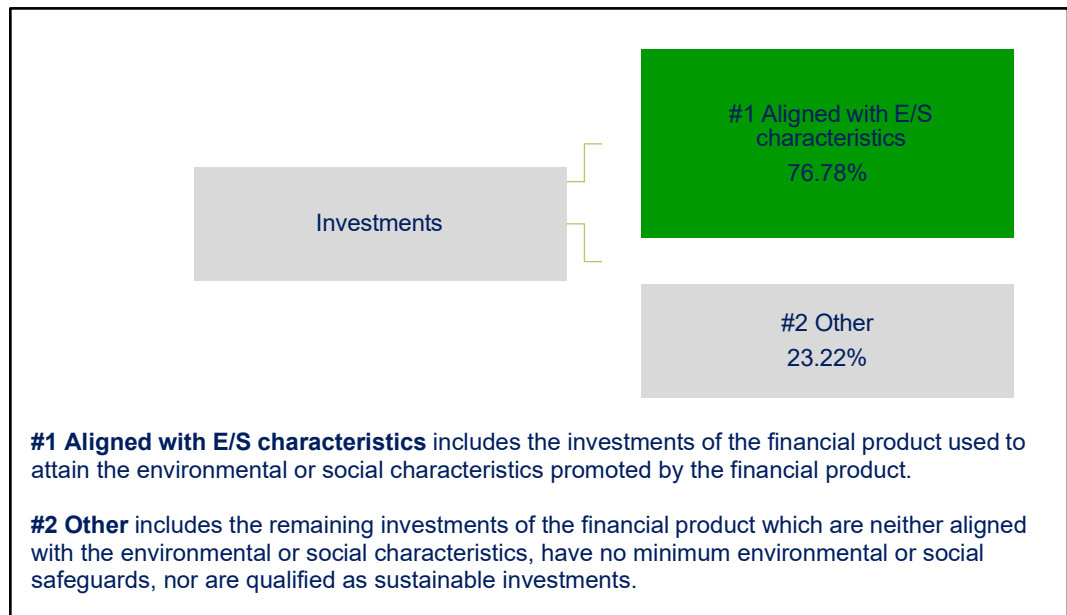 #1 Aligned with E/S
characteristics
76.78%
Investments
#2 Other
23.22%
#1 Aligned with E/S characteristics includes the investments of the financial product used to
attain the environmental or social characteristics promoted by the financial product.
#2 Other includes the remaining investments of the financial product which are neither aligned
with the environmental or social characteristics, have no minimum environmental or social
safeguards, nor are qualified as sustainable investments.